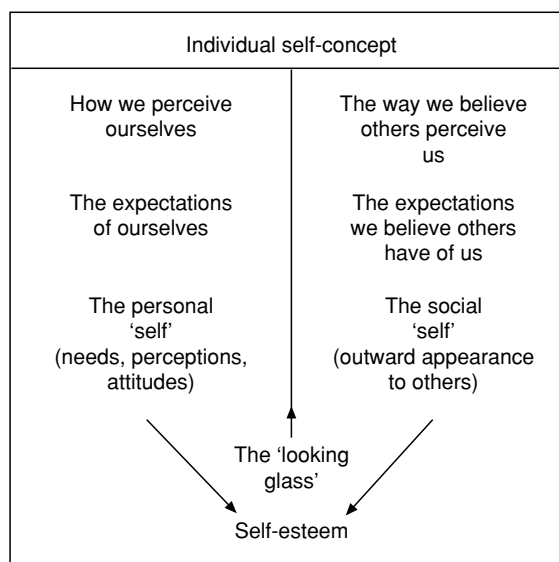 Individual self-concept
How we perceive
ourselves
The way we believe
others perceive
us
The expectations
of ourselves
The expectations
we believe others
have of us
The personal
‘self’
(needs, perceptions,
attitudes)
The social
‘self’
(outward appearance
to others)
The ‘looking
glass’
Self-esteem